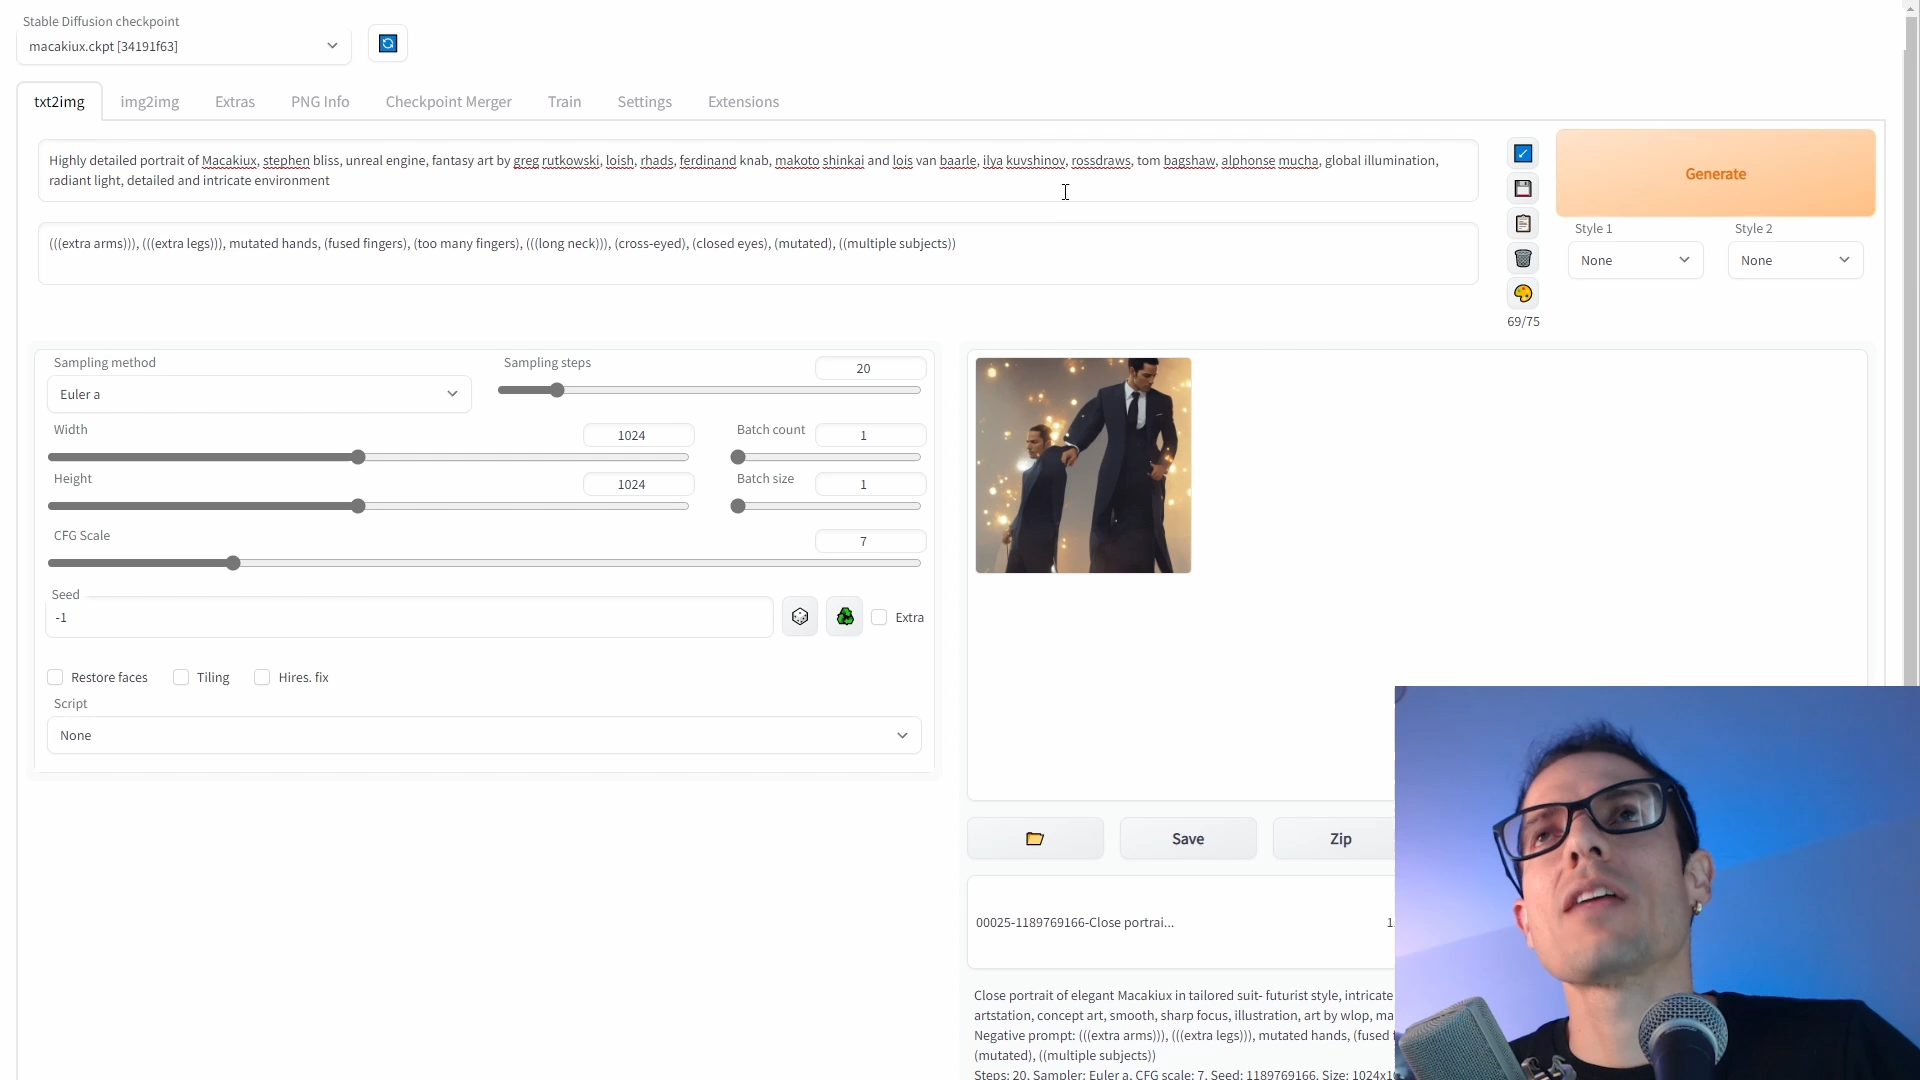 Stable Diffusion checkpoint
macakiux.ckpt [34191f63]
txt2img
img2img
Extras
PNG Info
Checkpoint Merger
Train
Settings
Extensions
Highly detailed portrait of Macakiux, stephen bliss, unreal engine, fantasy art by greg rutkowski, loish, rhads, ferdinand knab, makoto shinkai and lois van baarle, ilya kuvshinov, rossdraws, tom bagshaw, alphonse mucha, global illumination,
radiant light, detailed and intricate environment
(((extra arms))), (((extra legs))), mutated hands, (fused fingers), (too many fingers), (((long neck))), (cross-eyed), (closed eyes), (mutated), ((multiple subjects))
69/75
Generate
Style 1
Style 2
None
None
Sampling method
Euler a
Sampling steps
20
Width
1024
Batch count
1
Height
1024
Batch size
1
CFG Scale
7
Seed
-1
Extra
Restore faces
Tiling
Hires. fix
Script
None
Save
Zip
00025-1189769166-Close portrai...
1.
Close portrait of elegant Macakiux in tailored suit- futurist style, intricate
artstation, concept art, smooth, sharp focus, illustration, art by wlop, ma
Negative prompt: (((extra arms))), (((extra legs))), mutated hands, (fused
(mutated), ((multiple subjects))
Steps: 20, Sampler: Euler a, CFG scale: 7, Seed: 1189769166, Size: 1024x1